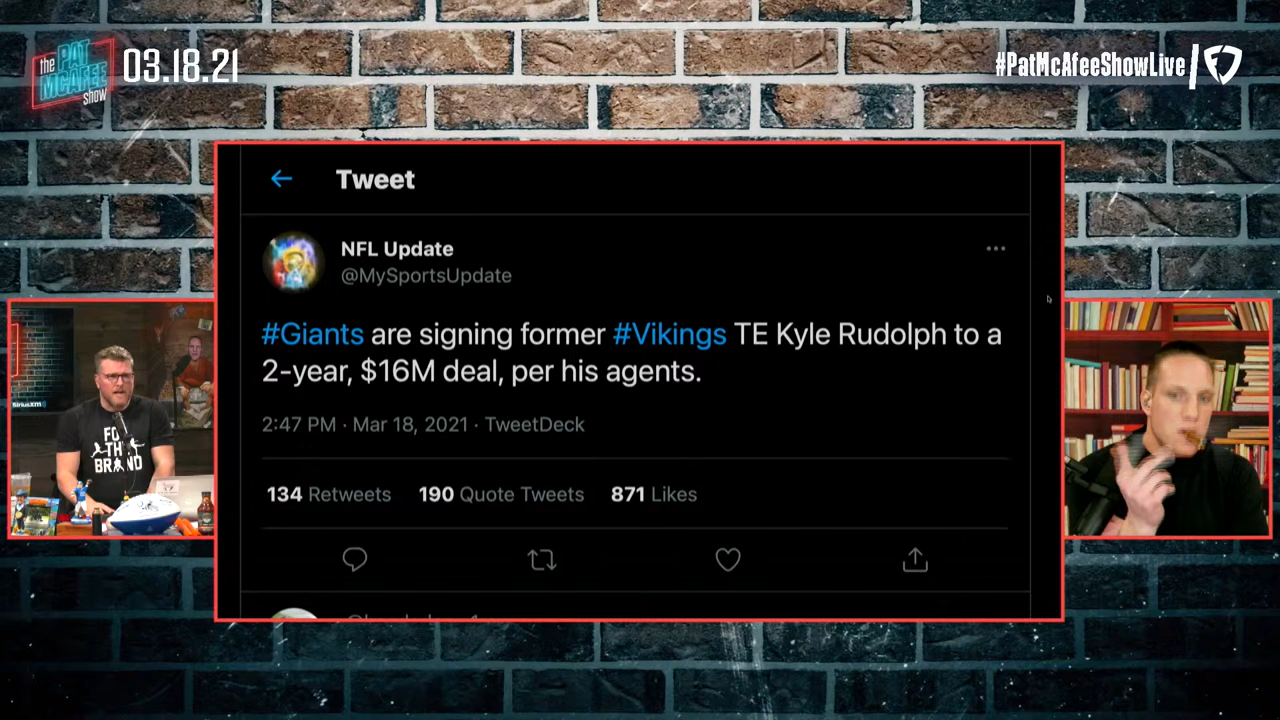 the PAT MCAFEE show
03.18.21
#PatMcAfeeShowLive
Tweet
NFL Update
@MySportsUpdate
#Giants are signing former #Vikings TE Kyle Rudolph to a
2-year, $16M deal, per his agents.
2:47 PM · Mar 18, 2021 · TweetDeck
134 Retweets 190 Quote Tweets 871 Likes
SiriusXM
FOR
THE
BRAND